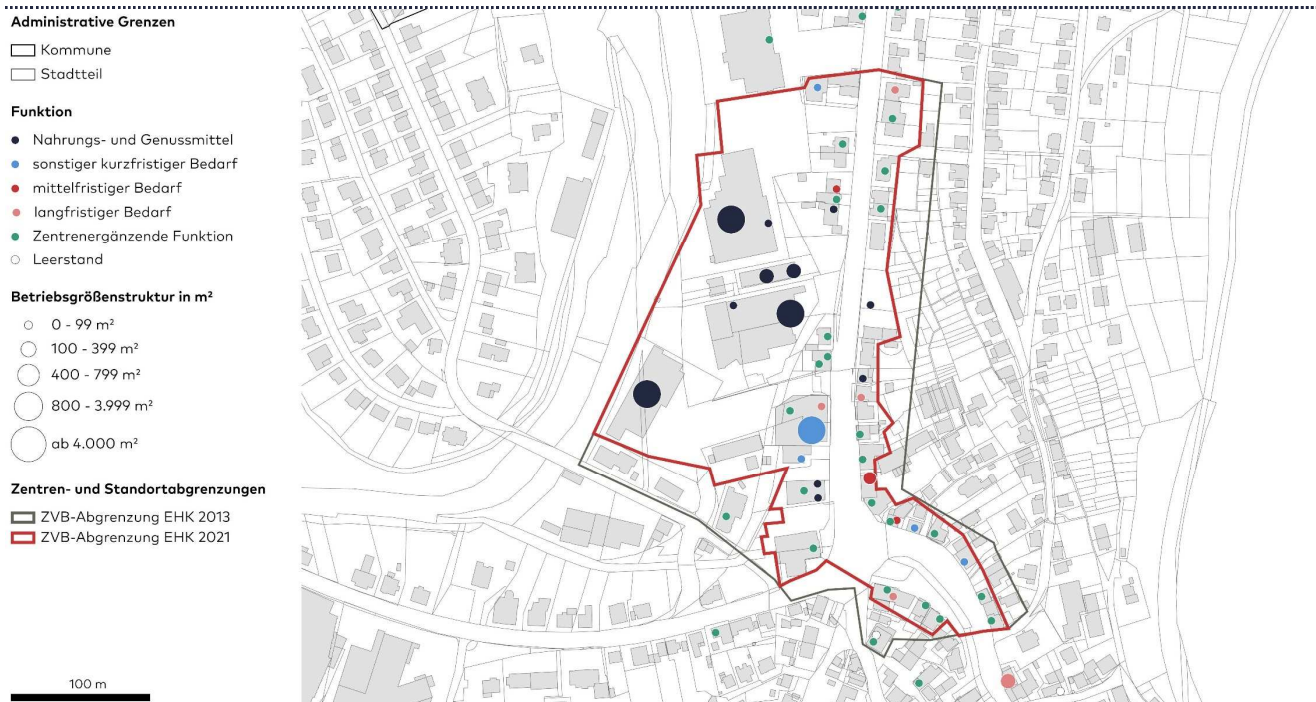 Administrative Grenzen
Kommune
Stadtteil
Funktion
Nahrungs- und Genussmittel
sonstiger kurzfristiger Bedarf
mittelfristiger Bedarf
langfristiger Bedarf
Zentrenergänzende Funktion
Leerstand
Betriebsgrößenstruktur in m²
0 - 99 m²
100 - 399 m²
400 - 799 m²
800 - 3.999 m²
ab 4.000 m²
Zentren- und Standortabgrenzungen
ZVB-Abgrenzung EHK 2013
ZVB-Abgrenzung EHK 2021
100 m